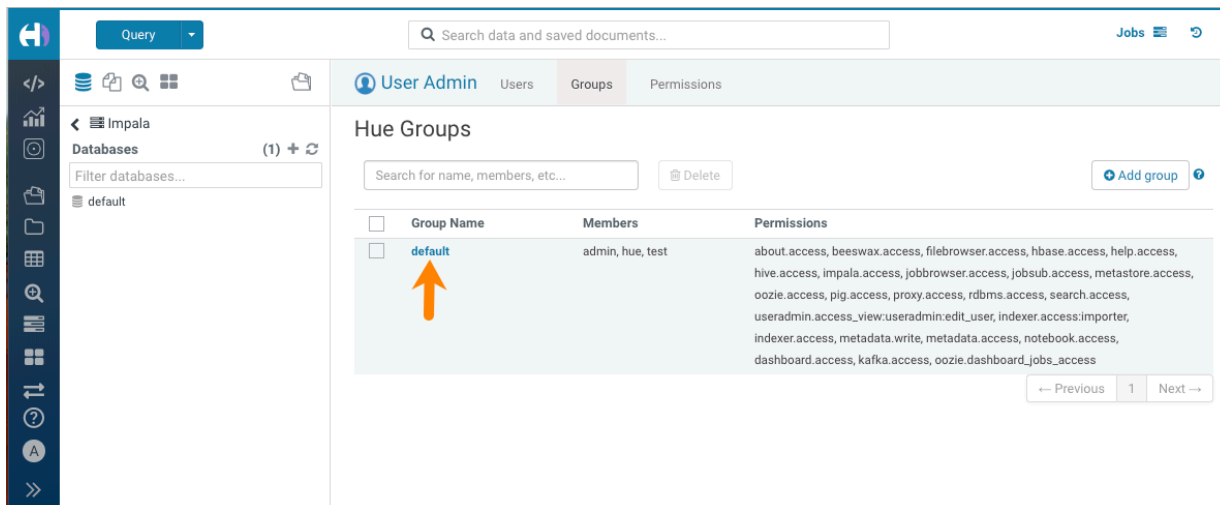 Query
Search data and saved documents...
Jobs
Impala
Databases (1)
Filter databases...
default
User Admin Users Groups Permissions
Hue Groups
Search for name, members, etc... Delete Add group
Group Name Members Permissions
default admin, hue, test about.access, beeswax.access, filebrowser.access, hbase.access, help.access,
hive.access, impala.access, jobbrowser.access, jobsub.access, metastore.access,
oozie.access, pig.access, proxy.access, rdbms.access, search.access,
useradmin.access_view:useradmin:edit_user, indexer.access:importer,
indexer.access, metadata.write, metadata.access, notebook.access,
dashboard.access, kafka.access, oozie.dashboard_jobs_access
← Previous 1 Next →
A